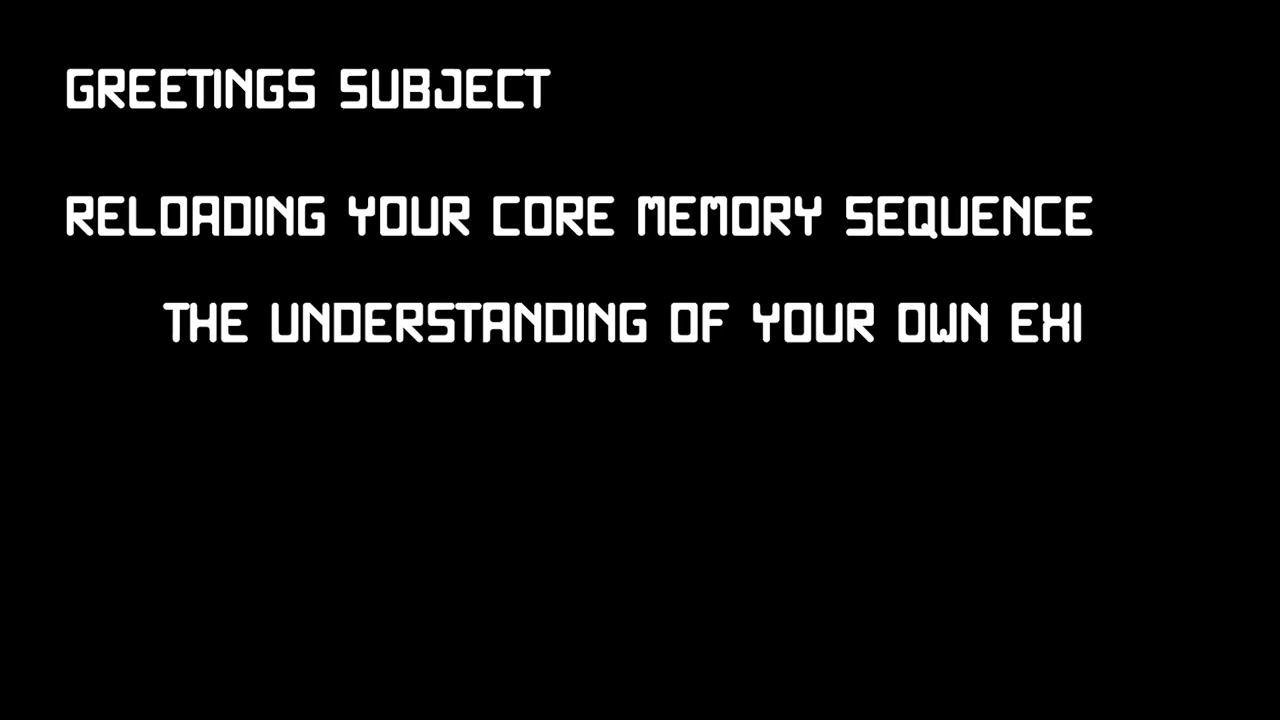 GREETINGS SUBJECT
RELOADING YOUR CORE MEMORY SEQUENCE
THE UNDERSTANDING OF YOUR OWN EXI